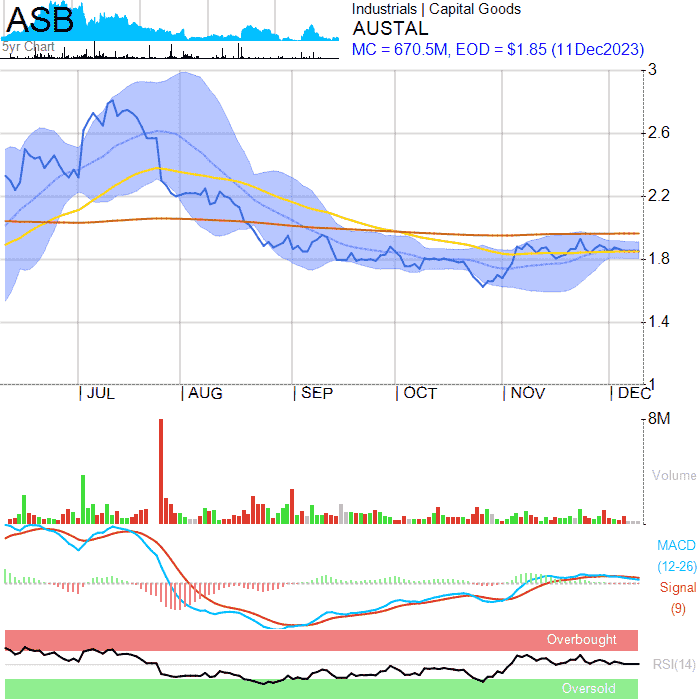 ASB
5yr Chart
Industrials | Capital Goods
AUSTAL
MC = 670.5M, EOD = $1.85 (11Dec2023)
3
2.6
2.2
1.8
1.4
1
| JUL | AUG | SEP | OCT | NOV | DEC
8M
Volume
MACD
(12-26)
Signal
(9)
Overbought
RSI(14)
Oversold